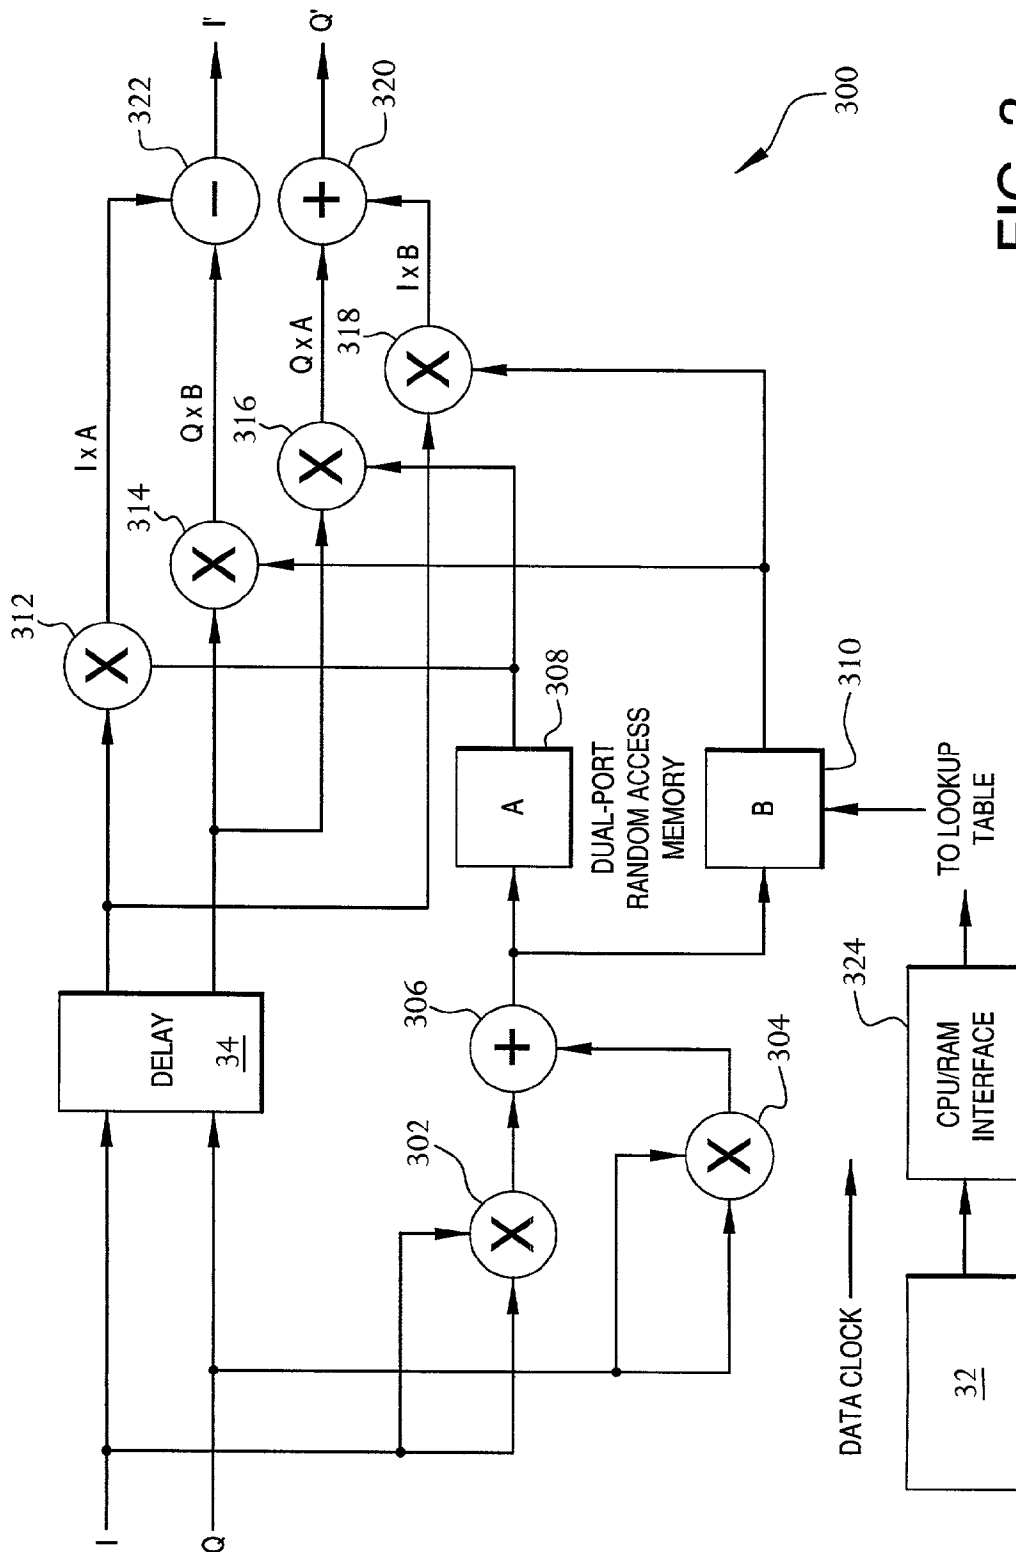 I'
Q'
322
320
300
FIG.
I x A
Q x B
Q x A
I x B
312
314
316
318
DELAY
34
A
308
DUAL-PORT
RANDOM ACCESS
MEMORY
B
310
TO LOOKUP
TABLE
306
302
304
324
CPU/RAM
INTERFACE
DATA CLOCK
32
I
Q